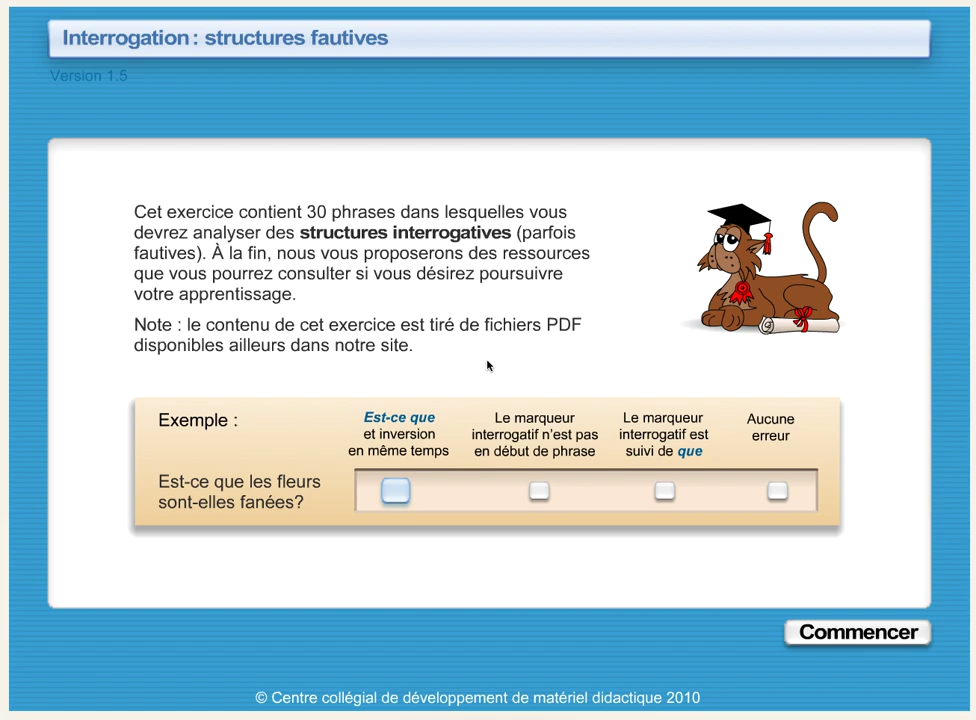 Interrogation : structures fautives
Version 1.5
Cet exercice contient 30 phrases dans lesquelles vous
devrez analyser des structures interrogatives (parfois
fautives). À la fin, nous vous proposerons des ressources
que vous pourrez consulter si vous désirez poursuivre
votre apprentissage.
Note : le contenu de cet exercice est tiré de fichiers PDF
disponibles ailleurs dans notre site.
Exemple :
Est-ce que
et inversion
en même temps
Le marqueur
interrogatif n'est pas
en début de phrase
Le marqueur
interrogatif est
suivi de que
Aucune
erreur
Est-ce que les fleurs
sont-elles fanées?
Commencer
© Centre collégial de développement de matériel didactique 2010